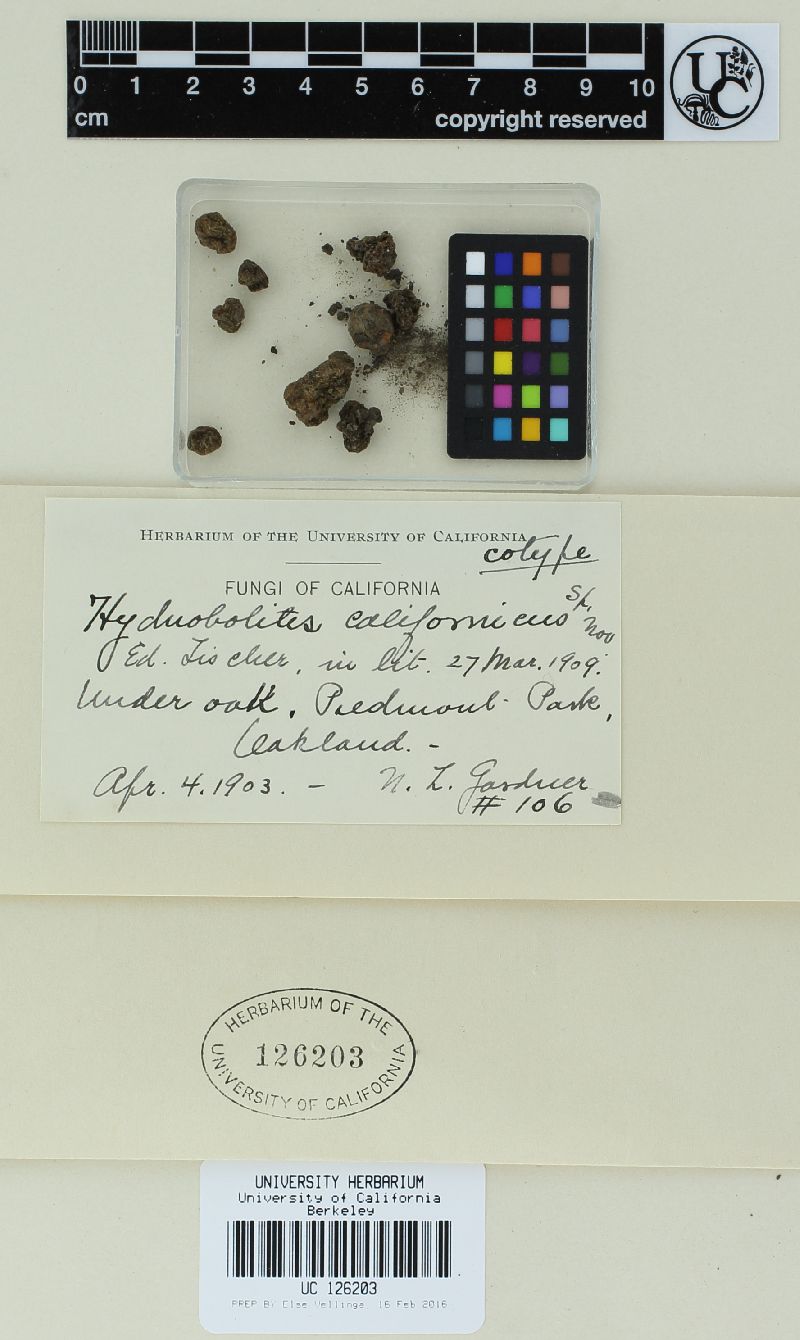 0 1 2 3 4 5 6 7 8 9 10
cm copyright reserved
UC
HERBARIUM OF THE UNIVERSITY OF CALIFORNIA
cotype
FUNGI OF CALIFORNIA
Hydnobolites californicus sp. nov
Ed. Fischer, in lit. 27 Mar. 1909.
Under oak, Piedmont Park,
Oakland. -
Apr. 4. 1903. - N. L. Gardner
# 106
HERBARIUM OF THE
126203
UNIVERSITY OF CALIFORNIA
UNIVERSITY HERBARIUM
University of California
Berkeley
UC 126203
PREP BY Else Vellinga 16 Feb 2016